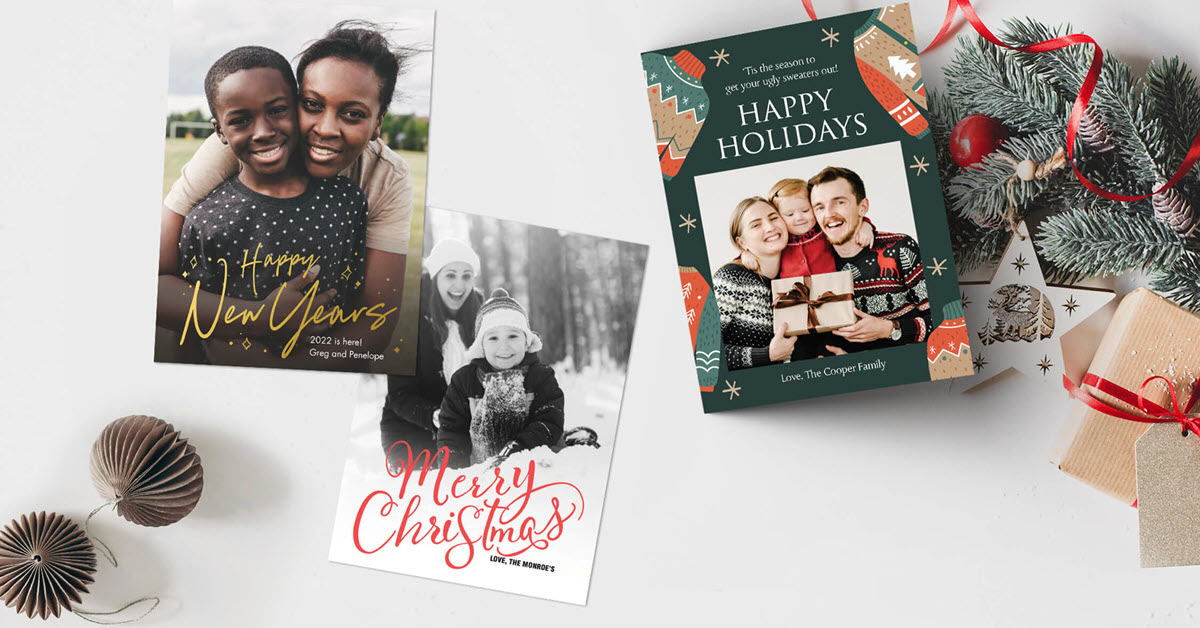 Happy
New Years
2022 is here!
Greg and Penelope
Merry
Christmas
LOVE, THE MONROE'S
'Tis the season to
get your ugly sweaters out!
HAPPY
HOLIDAYS
Love, The Cooper Family